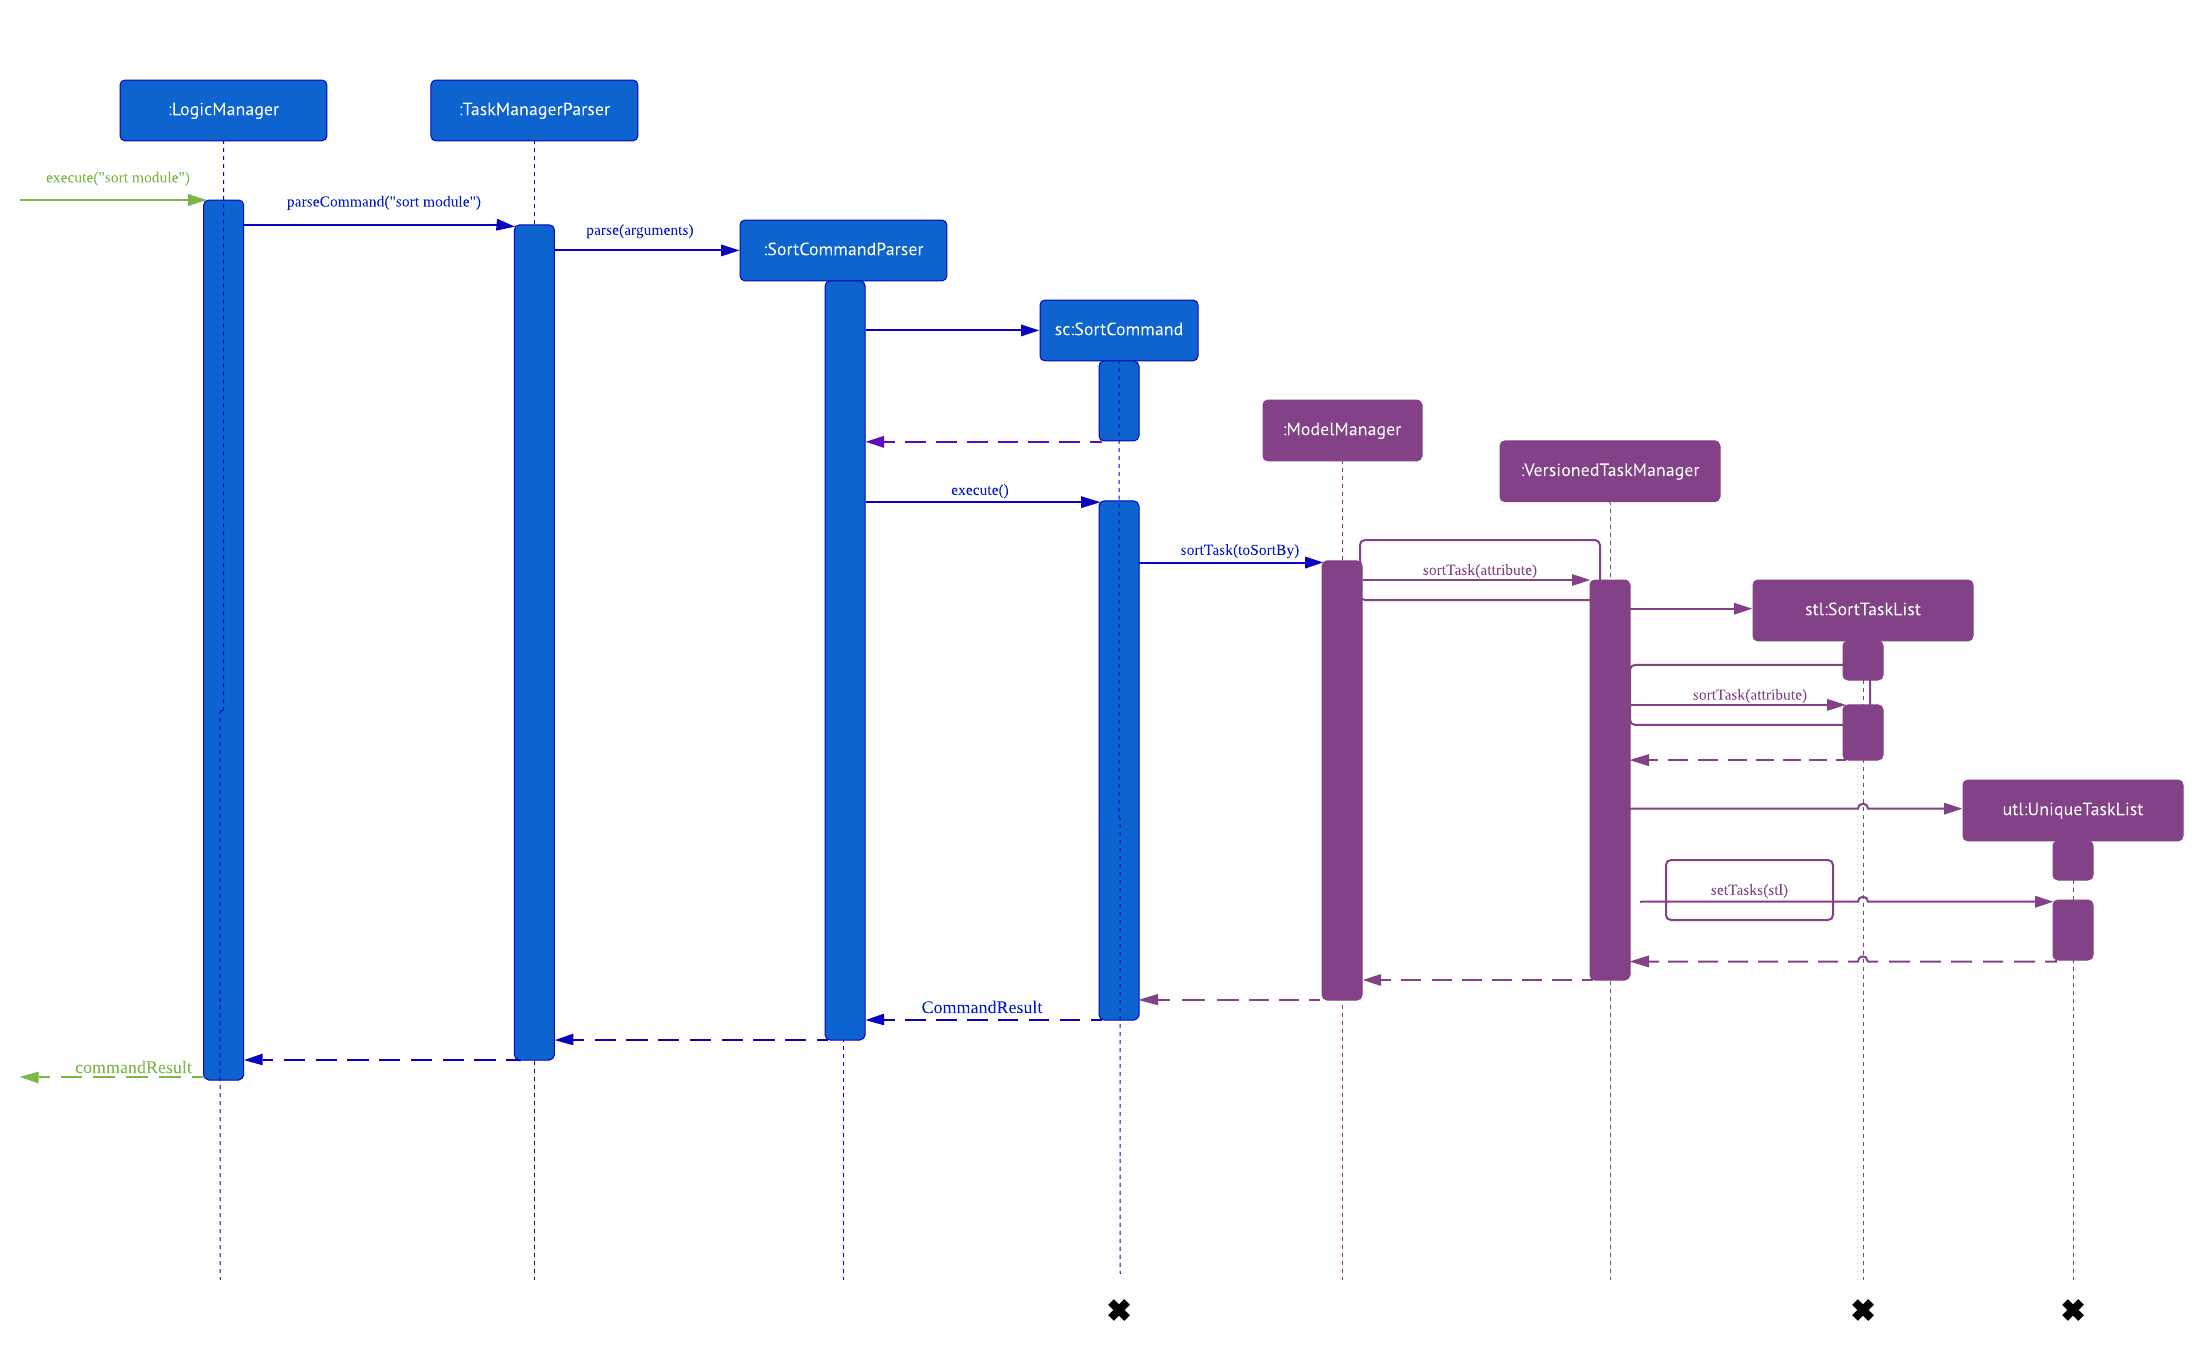 :LogicManager
:TaskManagerParser
execute("sort module")
parseCommand("sort module")
parse(arguments)
:SortCommandParser
sc:SortCommand
:ModelManager
:VersionedTaskManager
execute()
sortTask(toSortBy)
sortTask(attribute)
stl:SortTaskList
sortTask(attribute)
utl:UniqueTaskList
setTasks(stl)
CommandResult
commandResult